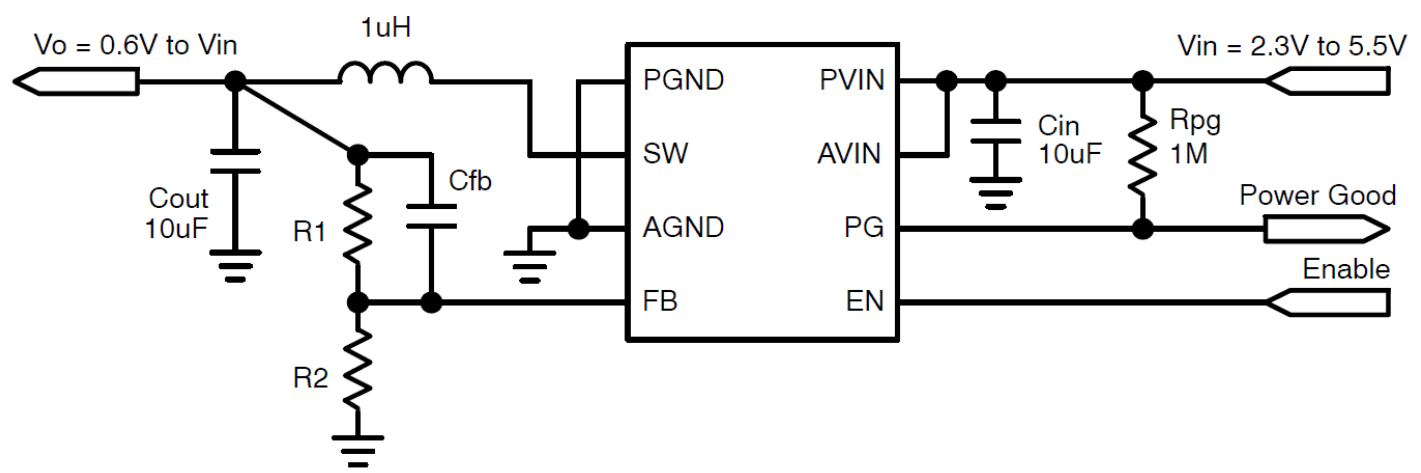 Vo = 0.6V to Vin
1uH
Vin = 2.3V to 5.5V
PGND
PVIN
Cin
10uF
Rpg
1M
SW
AVIN
Cfb
Cout
10uF
Power Good
R1
AGND
PG
Enable
FB
EN
R2